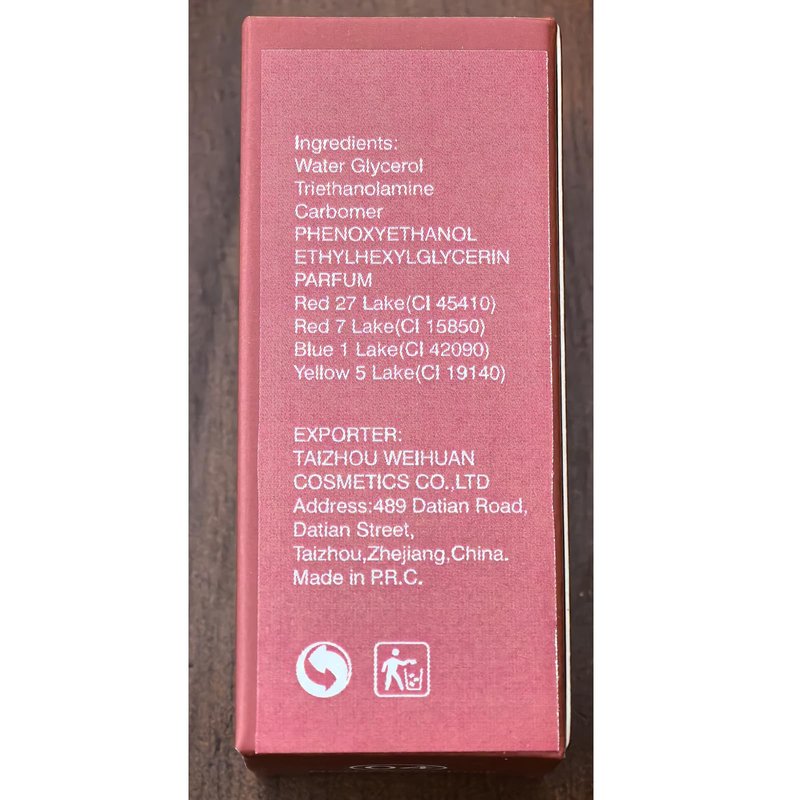 Ingredients:
Water Glycerol
Triethanolamine
Carbomer
PHENOXYETHANOL
ETHYLHEXYLGLYCERIN
PARFUM
Red 27 Lake(CI 45410)
Red 7 Lake(CI 15850)
Blue 1 Lake(CI 42090)
Yellow 5 Lake(CI 19140)
EXPORTER:
TAIZHOU WEIHUAN
COSMETICS CO.,LTD
Address:489 Datian Road,
Datian Street,
Taizhou,Zhejiang,China.
Made in P.R.C.